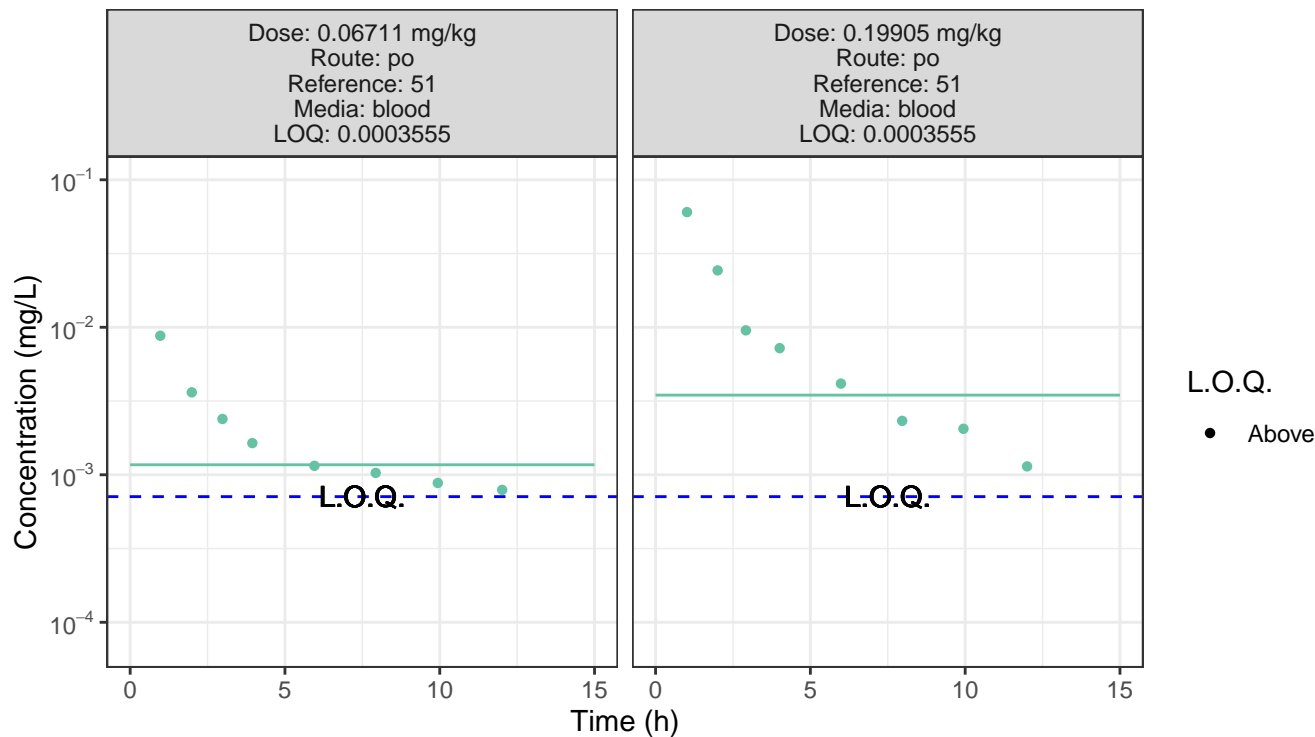 Dose: 0.06711 mg/kg
Route: po
Reference: 51
Media: blood
LOQ: 0.0003555
Dose: 0.19905 mg/kg
Route: po
Reference: 51
Media: blood
LOQ: 0.0003555
Concentration (mg/L)
10⁻¹
10⁻²
10⁻³
10⁻⁴
L.O.Q.
L.O.Q.
0 5 10 15
0 5 10 15
Time (h)
L.O.Q.
Above